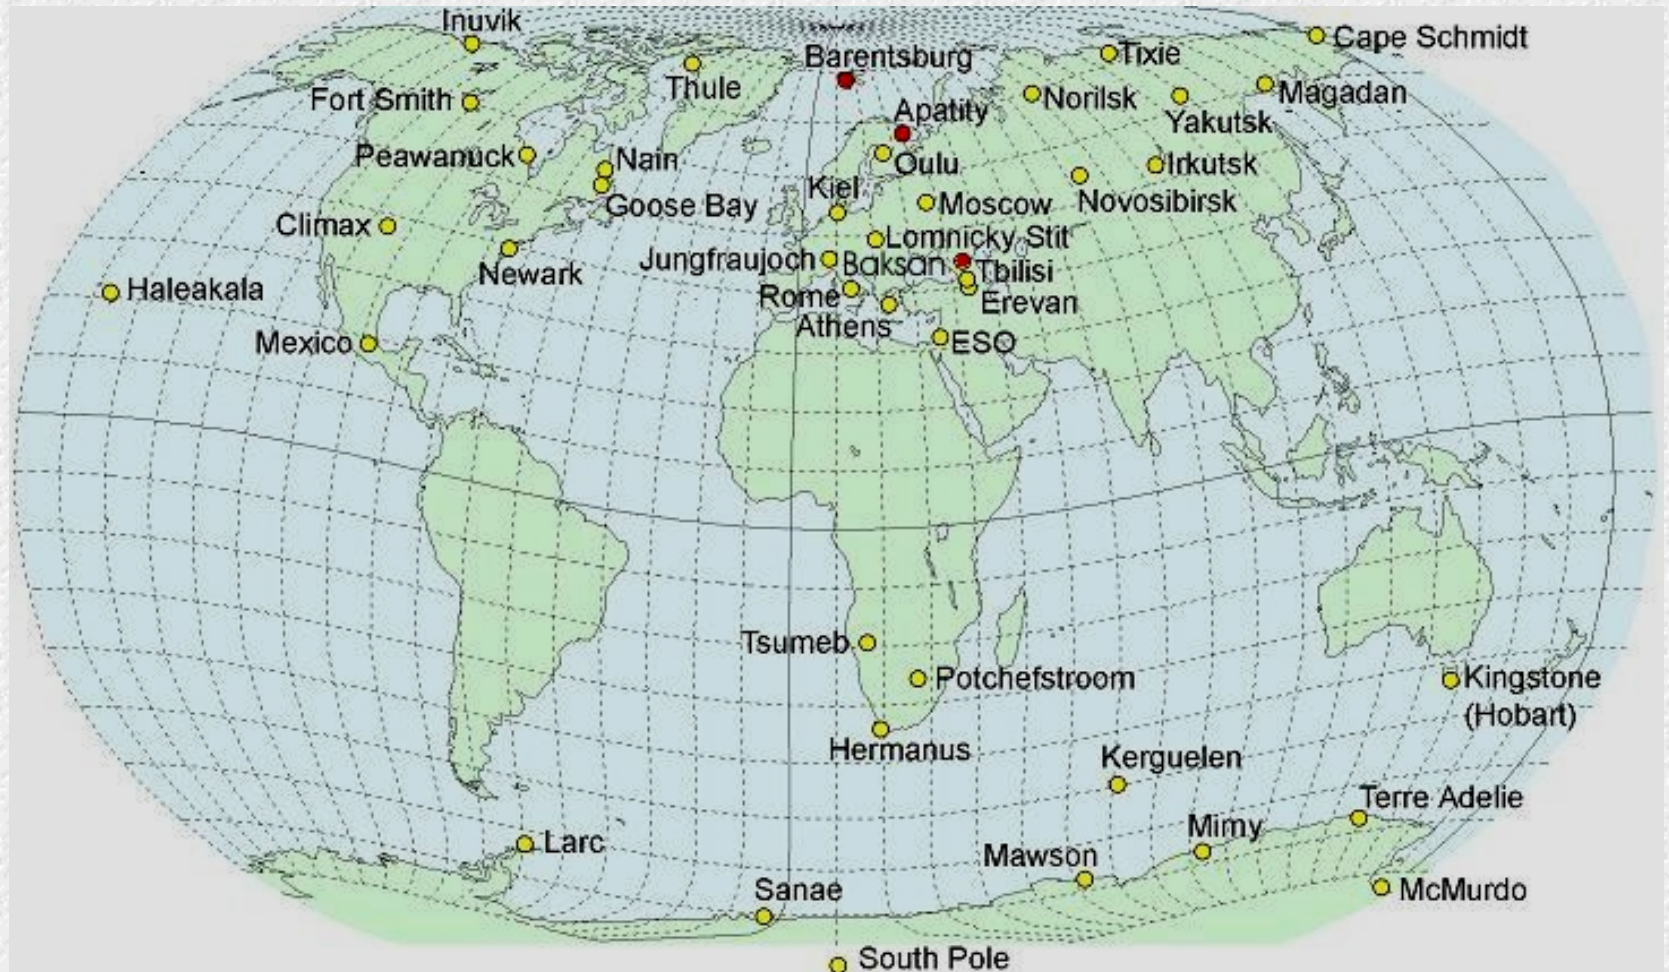 Inuvik
Cape Schmidt
Barentsburg
Tixie
Thule
Fort Smith
Norilsk
Magadan
Apatity
Yakutsk
Peawanuck
Nain
Oulu
Irkutsk
Kiel
Goose Bay
Moscow
Novosibirsk
Climax
Lomnicky Stit
Newark
Jungfraujoch
Baksan
Tbilisi
Haleakala
Rome
Erevan
Athens
Mexico
ESO
Tsumeb
Potchefstroom
Kingstone
(Hobart)
Hermanus
Kerguelen
Terre Adelie
Mirny
Larc
Mawson
Sanae
McMurdo
South Pole